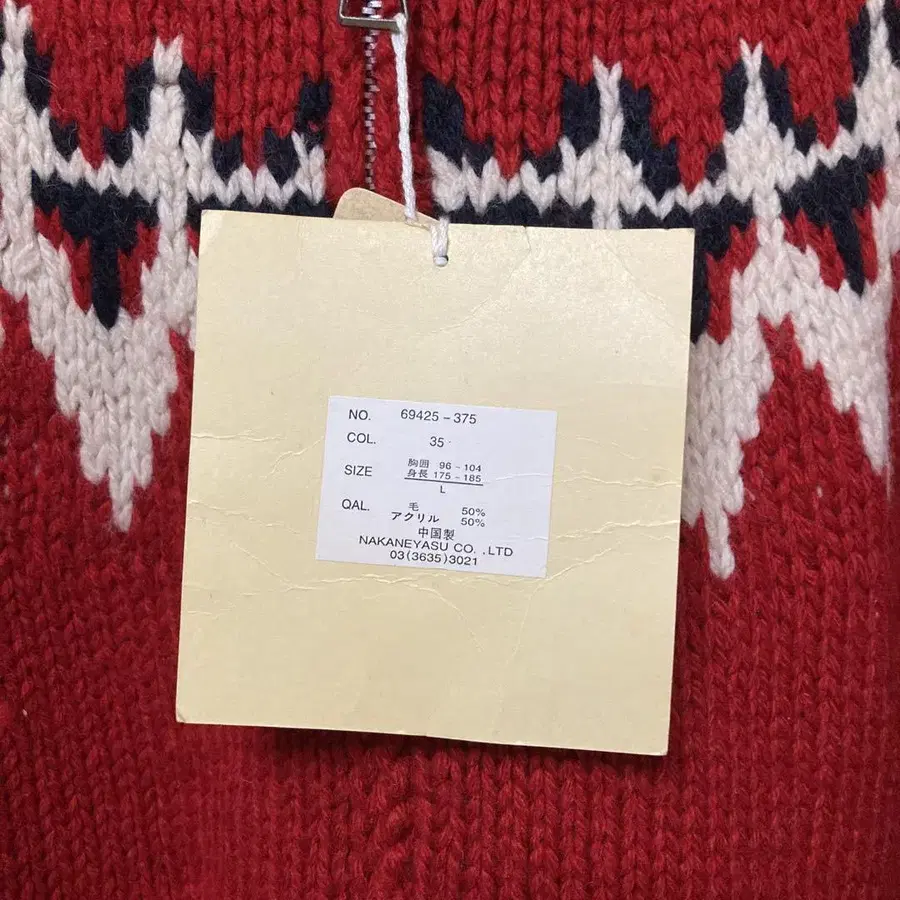 NO. 69425-375
COL. 35
SIZE 胸囲 96-104
身長 175-185
L
QAL. 毛 50%
アクリル 50%
中国製
NAKANEYASU CO. .LTD
03(3635)3021